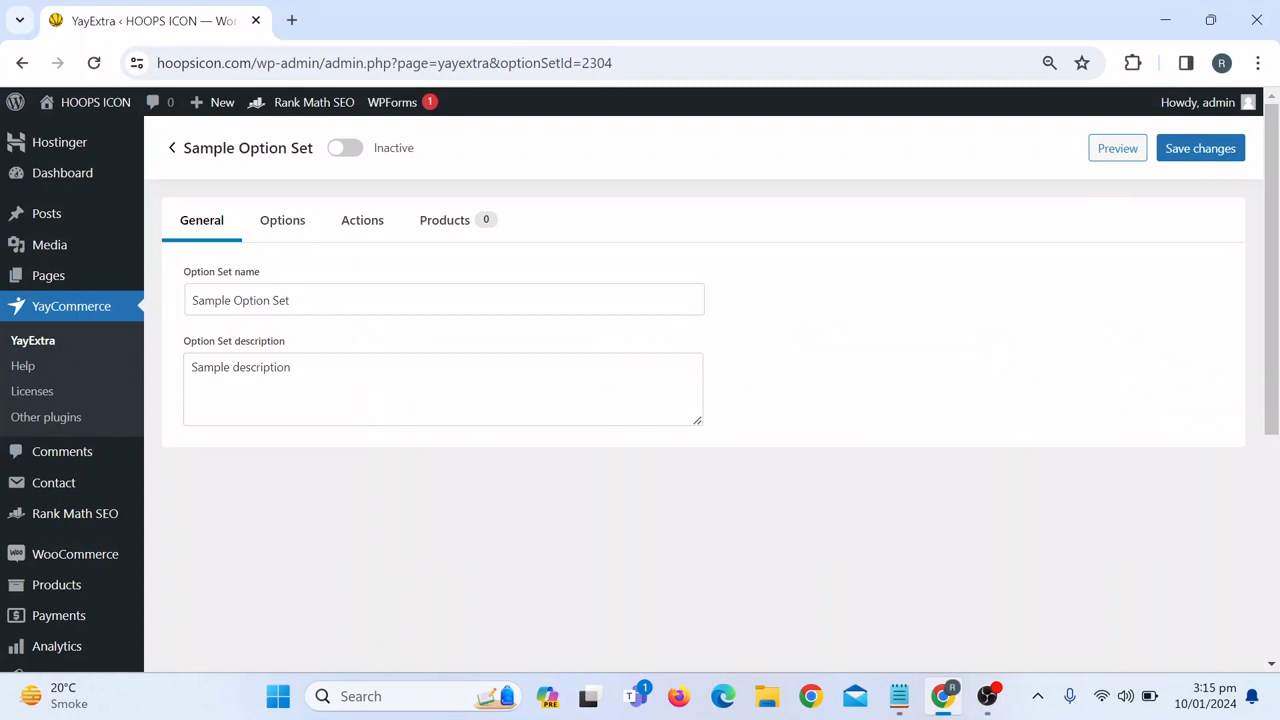 YayExtra ‹ HOOPS ICON — Wo
hoopsicon.com/wp-admin/admin.php?page=yayextra&optionSetId=2304
R
HOOPS ICON
0
New
Rank Math SEO
WPForms 1
Howdy, admin
Hostinger
Dashboard
Posts
Media
Pages
YayCommerce
YayExtra
Help
Licenses
Other plugins
Comments
Contact
Rank Math SEO
WooCommerce
Products
Payments
Analytics
Sample Option Set
Inactive
Preview
Save changes
General
Options
Actions
Products 0
Option Set name
Sample Option Set
Option Set description
Sample description
20°C
Smoke
Search
PRE
1
R
3:15 pm
10/01/2024